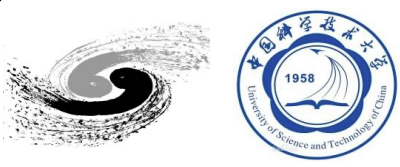 中国科学技术大学
1958
University of Science and Technology of China